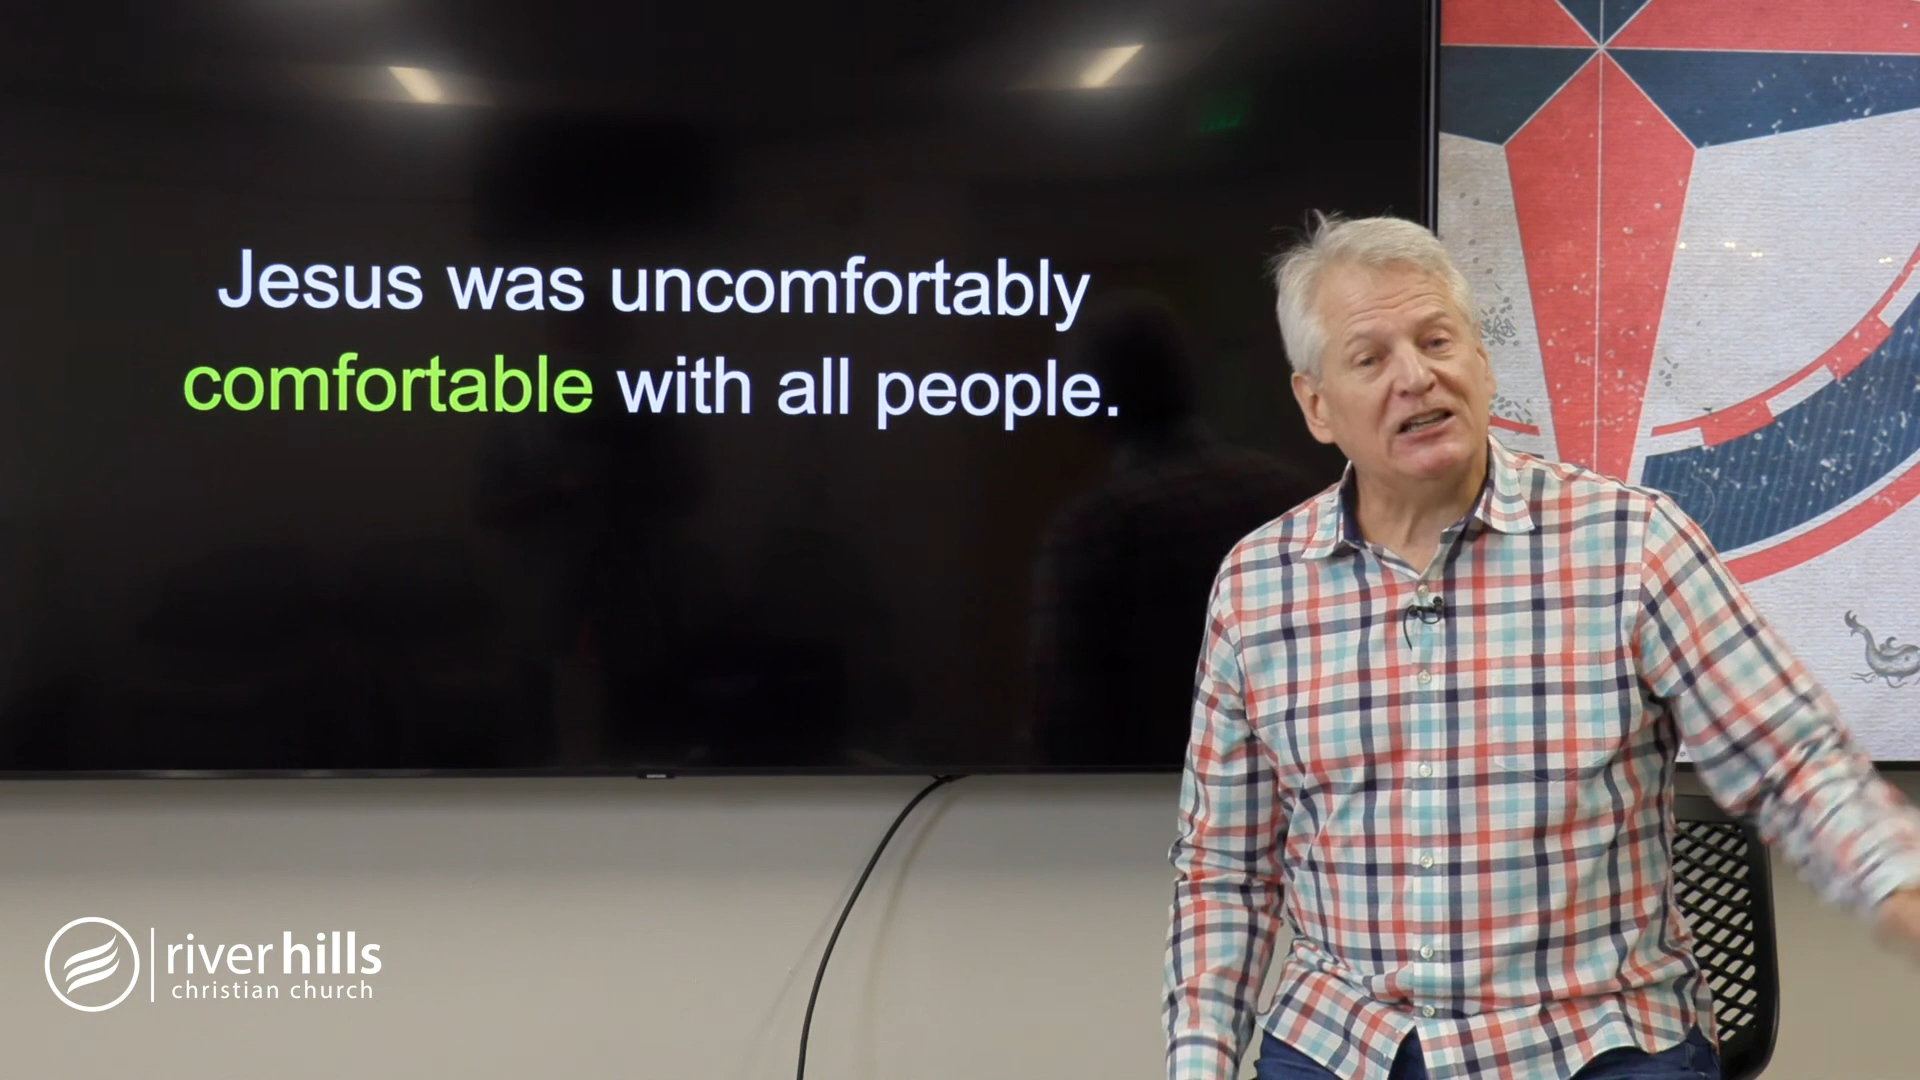 Jesus was uncomfortably
comfortable with all people.
river hills
christian church